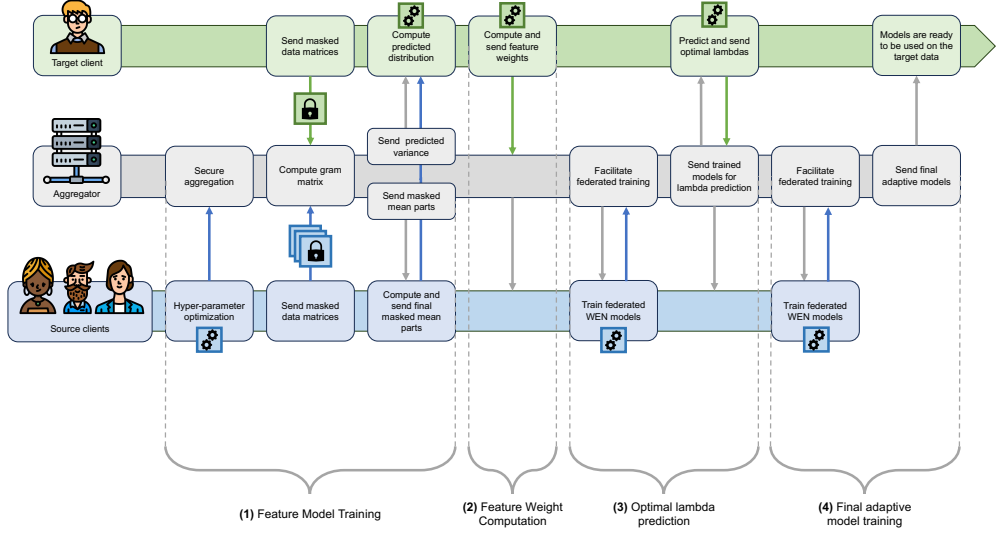 Target client
Send masked
data matrices
Compute
predicted
distribution
Compute and
send feature
weights
Predict and send
optimal lambdas
Models are ready
to be used on the
target data
Aggregator
Secure
aggregation
Compute gram
matrix
Send predicted
variance
Send masked
mean parts
Facilitate
federated training
Send trained
models for
lambda prediction
Facilitate
federated training
Send final
adaptive models
Source clients
Hyper-parameter
optimization
Send masked
data matrices
Compute and
send final
masked mean
parts
Train federated
WEN models
Train federated
WEN models
(1) Feature Model Training
(2) Feature Weight
Computation
(3) Optimal lambda
prediction
(4) Final adaptive
model training